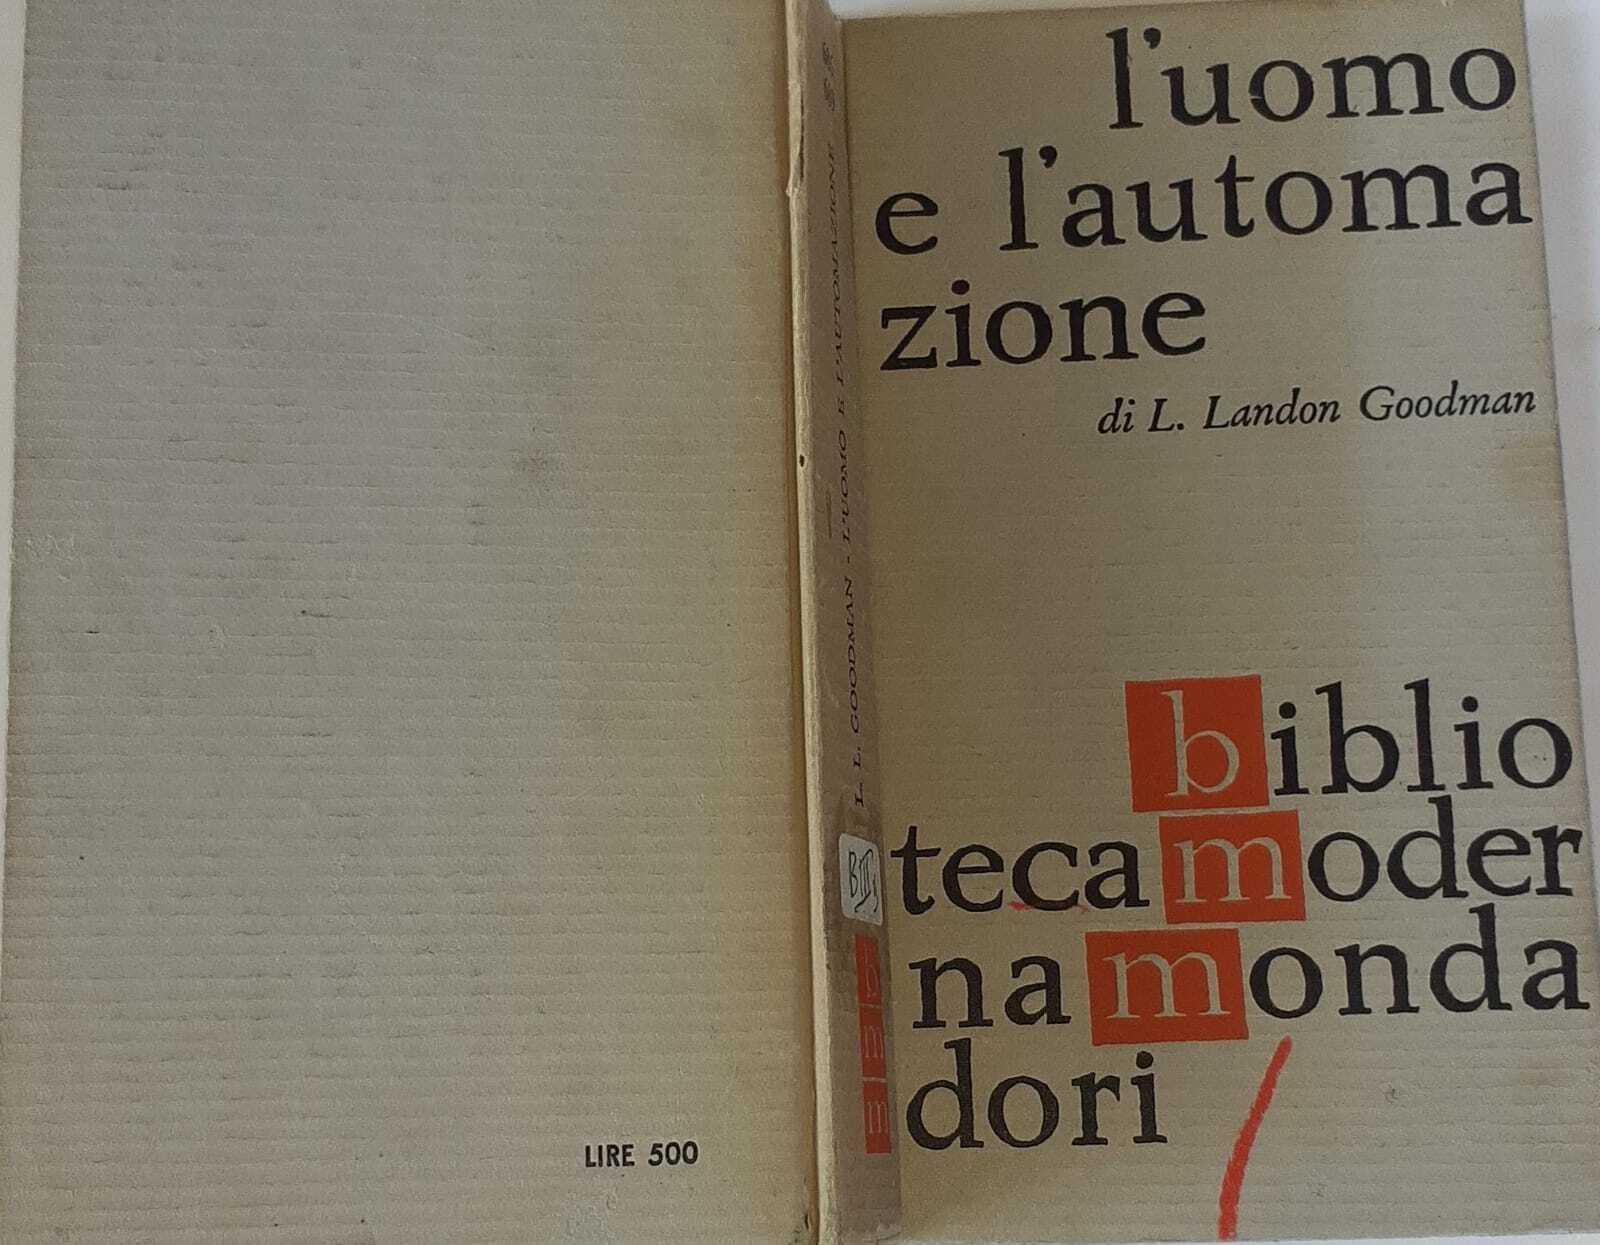 l'uomo
e l'automa
zione
di L. Landon Goodman
biblio
tecamoder
namonda
dori
L. L. GOODMAN - L'UOMO E L'AUTOMAZIONE
b
m
m
LIRE 500